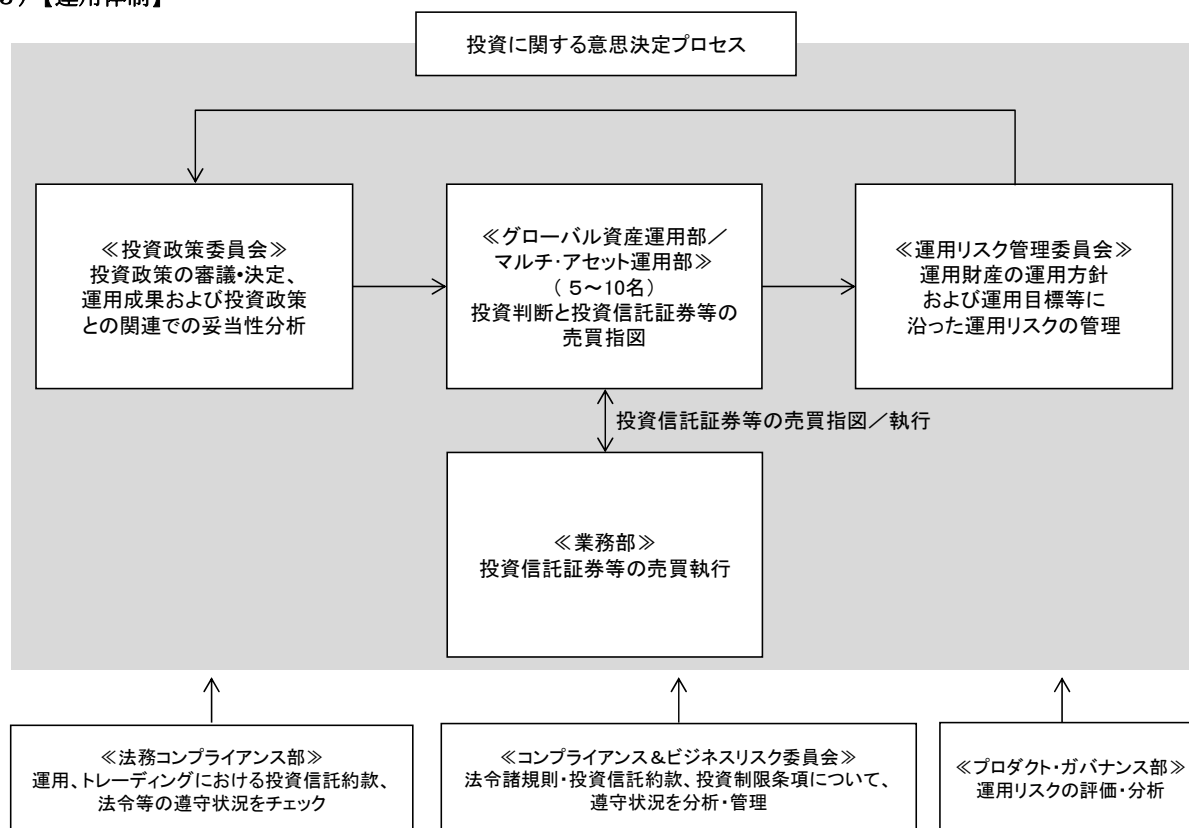 【運用体制】
投資に関する意思決定プロセス
≪投資政策委員会≫
投資政策の審議・決定、
運用成果および投資政策
との関連での妥当性分析
≪グローバル資産運用部／
マルチ・アセット運用部≫
（５～10名）
投資判断と投資信託証券等の
売買指図
≪運用リスク管理委員会≫
運用財産の運用方針
および運用目標等に
沿った運用リスクの管理
投資信託証券等の売買指図／執行
≪業務部≫
投資信託証券等の売買執行
≪法務コンプライアンス部≫
運用、トレーディングにおける投資信託約款、
法令等の遵守状況をチェック
≪コンプライアンス＆ビジネスリスク委員会≫
法令諸規則・投資信託約款、投資制限条項について、
遵守状況を分析・管理
≪プロダクト・ガバナンス部≫
運用リスクの評価・分析